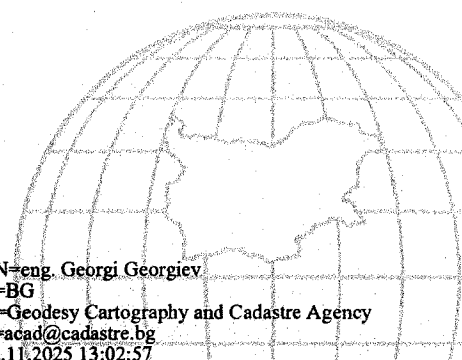 N=eng. Georgi Georgiev
=BG
=Geodesy Cartography and Cadastre Agency
=acad@cadastre.bg
.11.2025 13:02:57